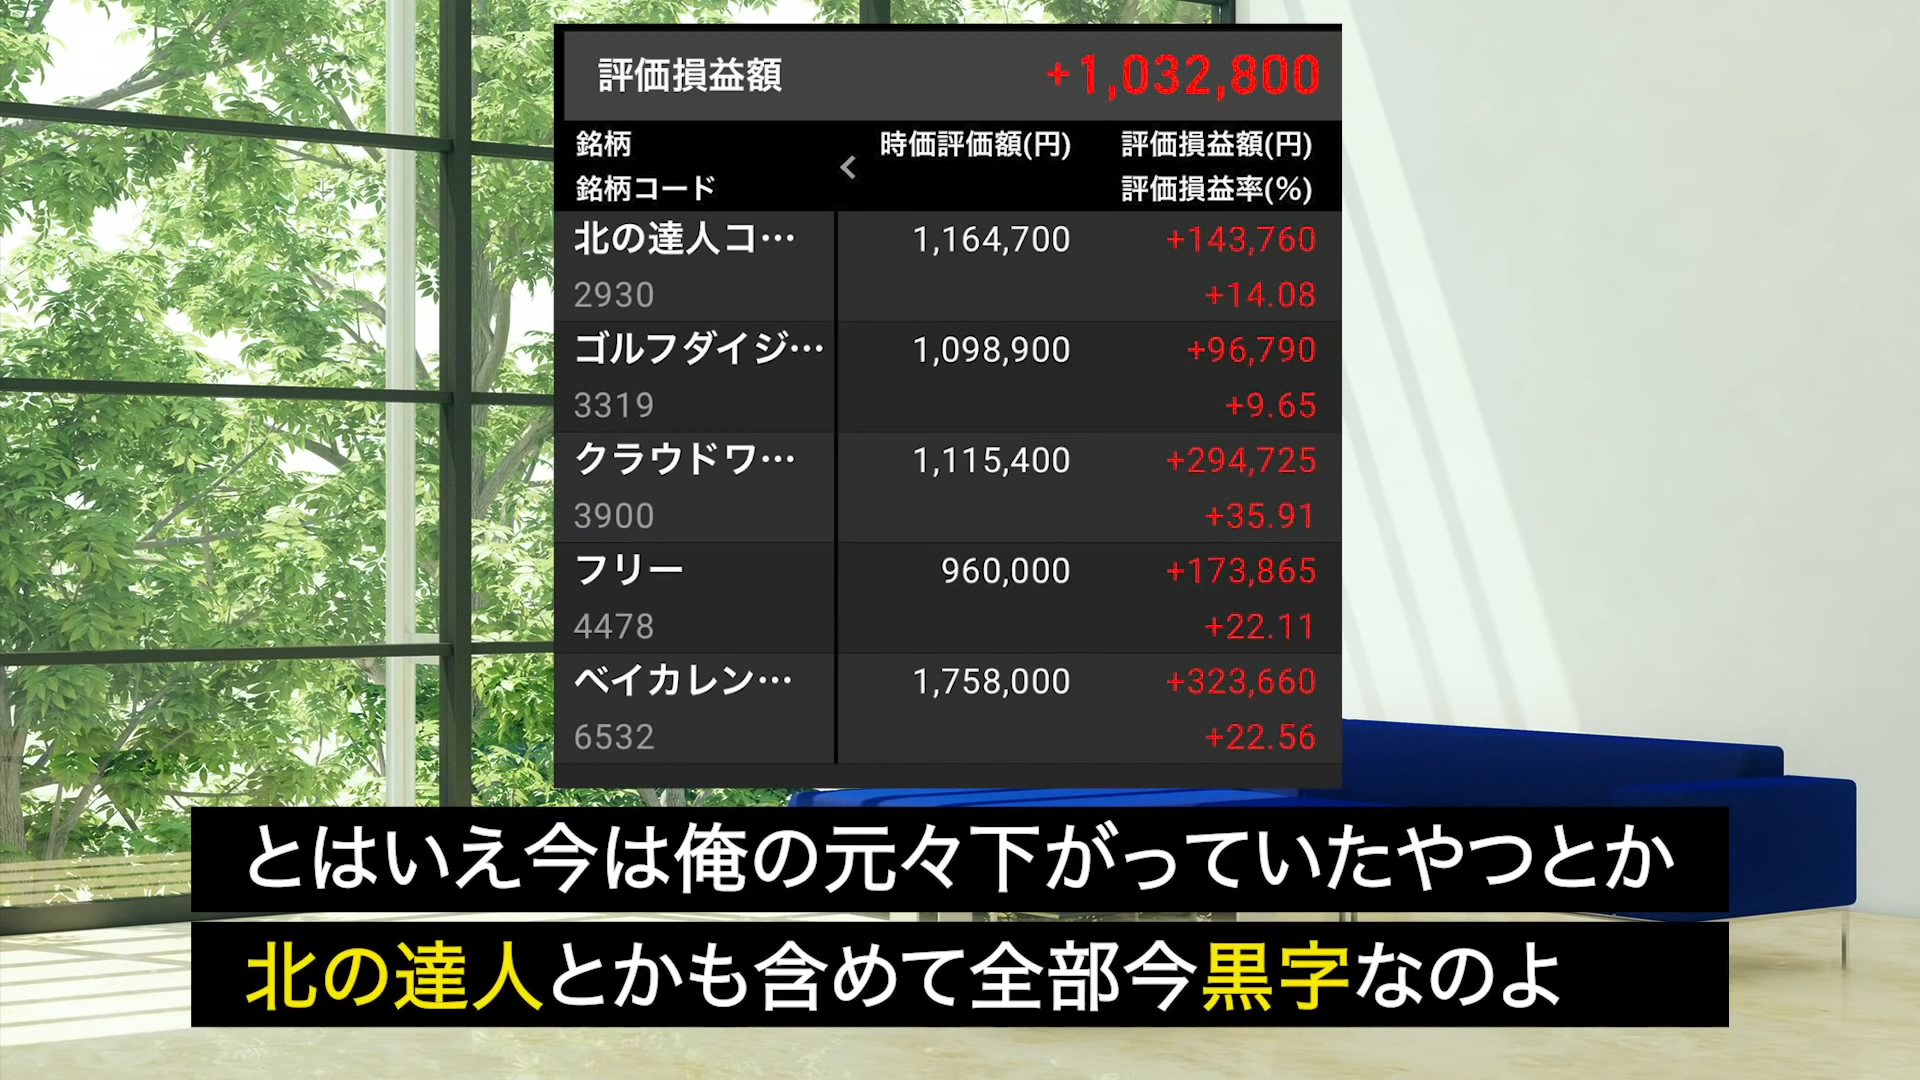 評価損益額 +1,032,800
銘柄 時価評価額(円) 評価損益額(円)
銘柄コード 評価損益率(%)
北の達人コ… 1,164,700 +143,760
2930 +14.08
ゴルフダイジ… 1,098,900 +96,790
3319 +9.65
クラウドワ… 1,115,400 +294,725
3900 +35.91
フリー 960,000 +173,865
4478 +22.11
ベイカレン… 1,758,000 +323,660
6532 +22.56
とはいえ今は俺の元々下がっていたやつとか
北の達人とかも含めて全部今黒字なのよ